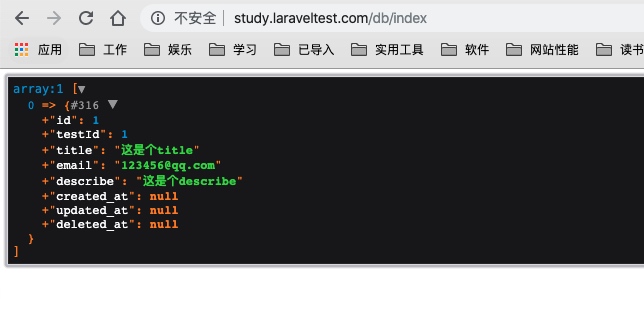 不安全 | study.laraveltest.com/db/index
应用 工作 娱乐 学习 已导入 实用工具 软件 网站性能 读书
array:1 [▼
0 => {#316 ▼
+"id": 1
+"testId": 1
+"title": "这是个title"
+"email": "123456@qq.com"
+"describe": "这是个describe"
+"created_at": null
+"updated_at": null
+"deleted_at": null
}
]